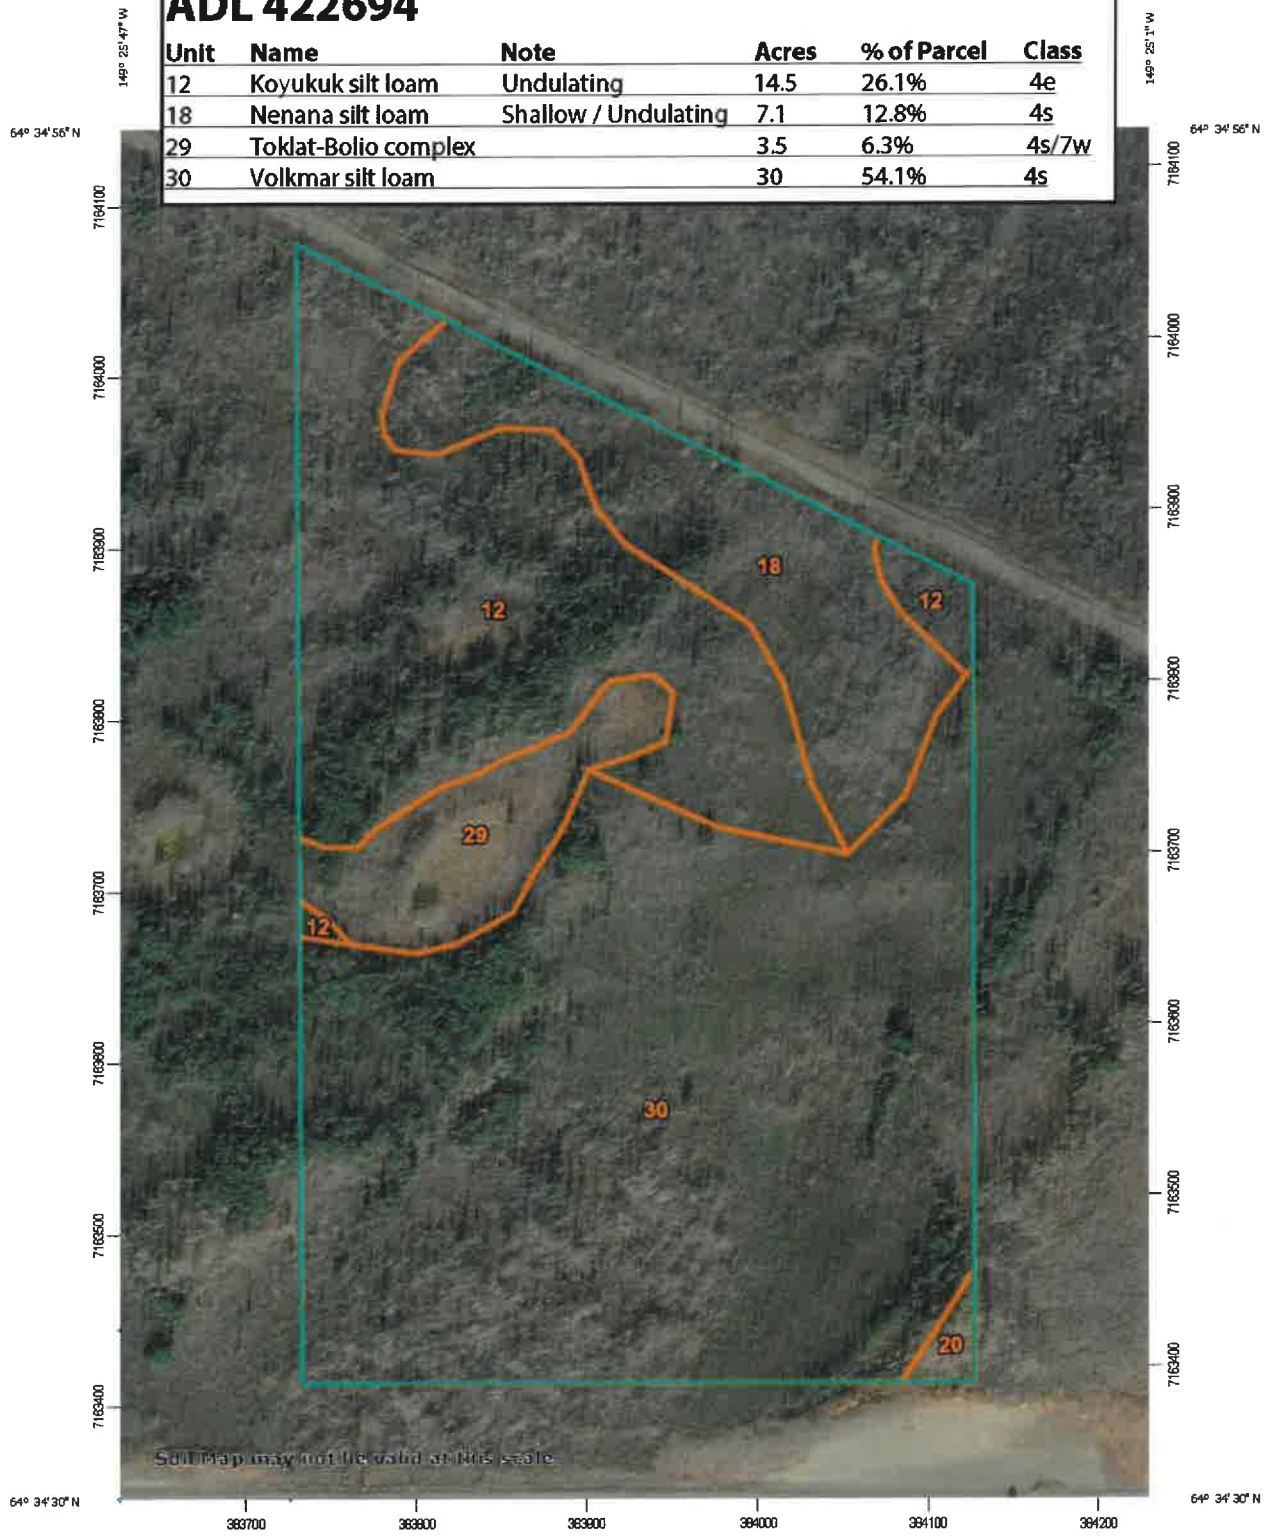 ADL 422694
Unit Name Note Acres % of Parcel Class
12 Koyukuk silt loam Undulating 14.5 26.1% 4e
18 Nenana silt loam Shallow / Undulating 7.1 12.8% 4s
29 Toklat-Bolio complex 3.5 6.3% 4s/7w
30 Volkmar silt loam 30 54.1% 4s
149° 25' 47" W
149° 25' 1" W
64° 34' 56" N
64° 34' 56" N
7164100
7164000
7163900
7163800
7163700
7163600
7163500
7163400
7164100
7164000
7163900
7163800
7163700
7163600
7163500
7163400
18
12
12
29
12
30
20
Soil Map may not be valid at this scale
64° 34' 30" N
64° 34' 30" N
383700 383800 383900 384000 384100 384200